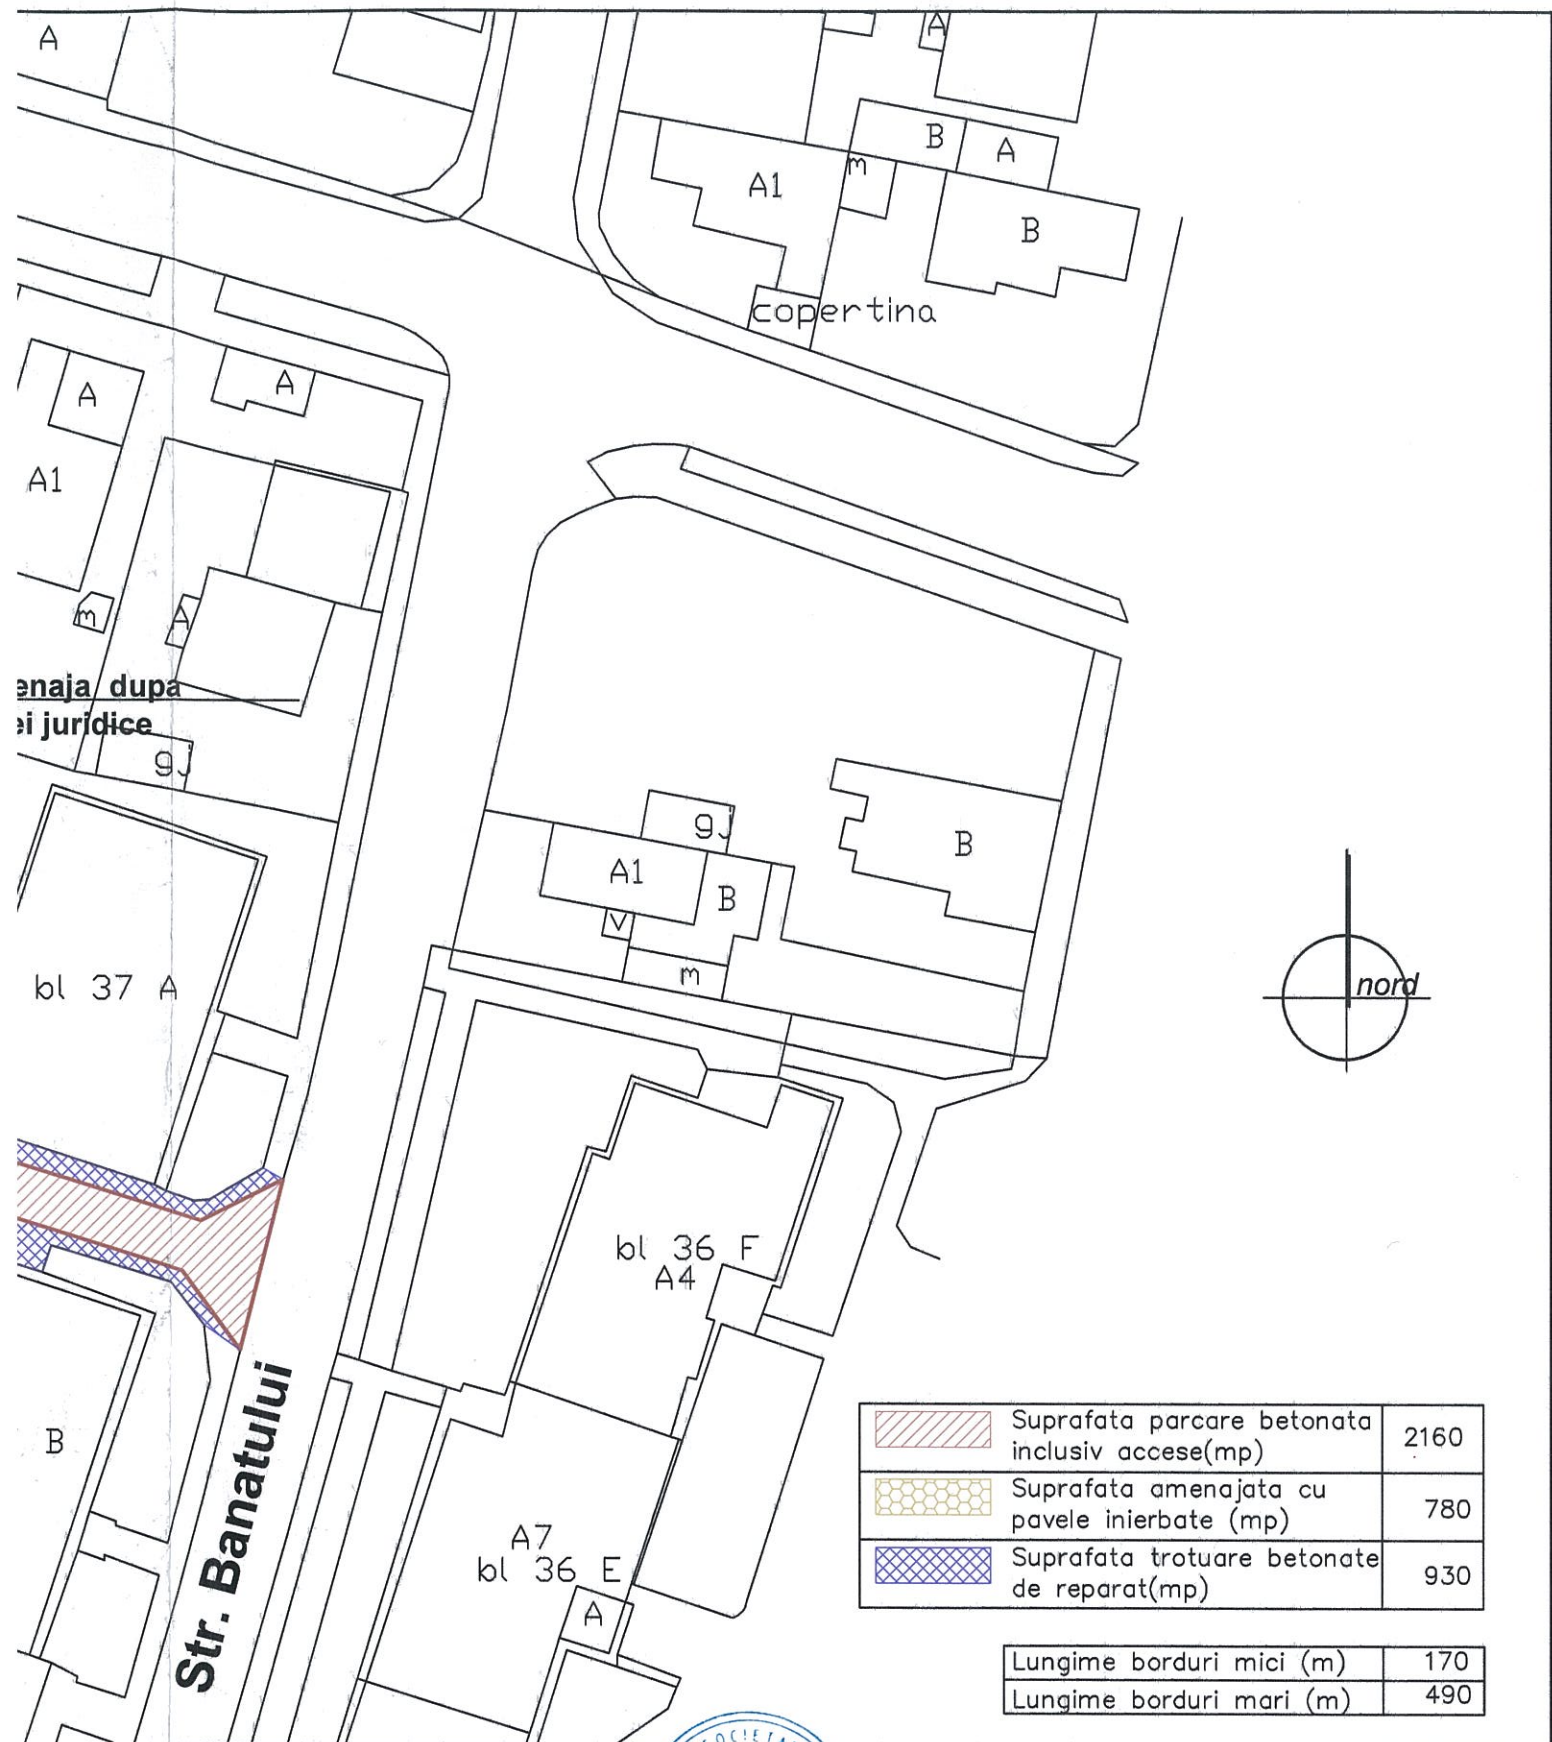 A
A
B
A
m
A1
B
copertina
A
A
A1
m
A
enaja dupa
ei juridice
gj
gj
A1
B
B
V
m
bl 37 A
nord
bl 36 F
A4
B
Str. Banatului
A7
bl 36 E
A
Suprafata parcare betonata
inclusiv accese(mp) 2160
Suprafata amenajata cu
pavele inierbate (mp) 780
Suprafata trotuare betonate
de reparat(mp) 930
Lungime borduri mici (m) 170
Lungime borduri mari (m) 490